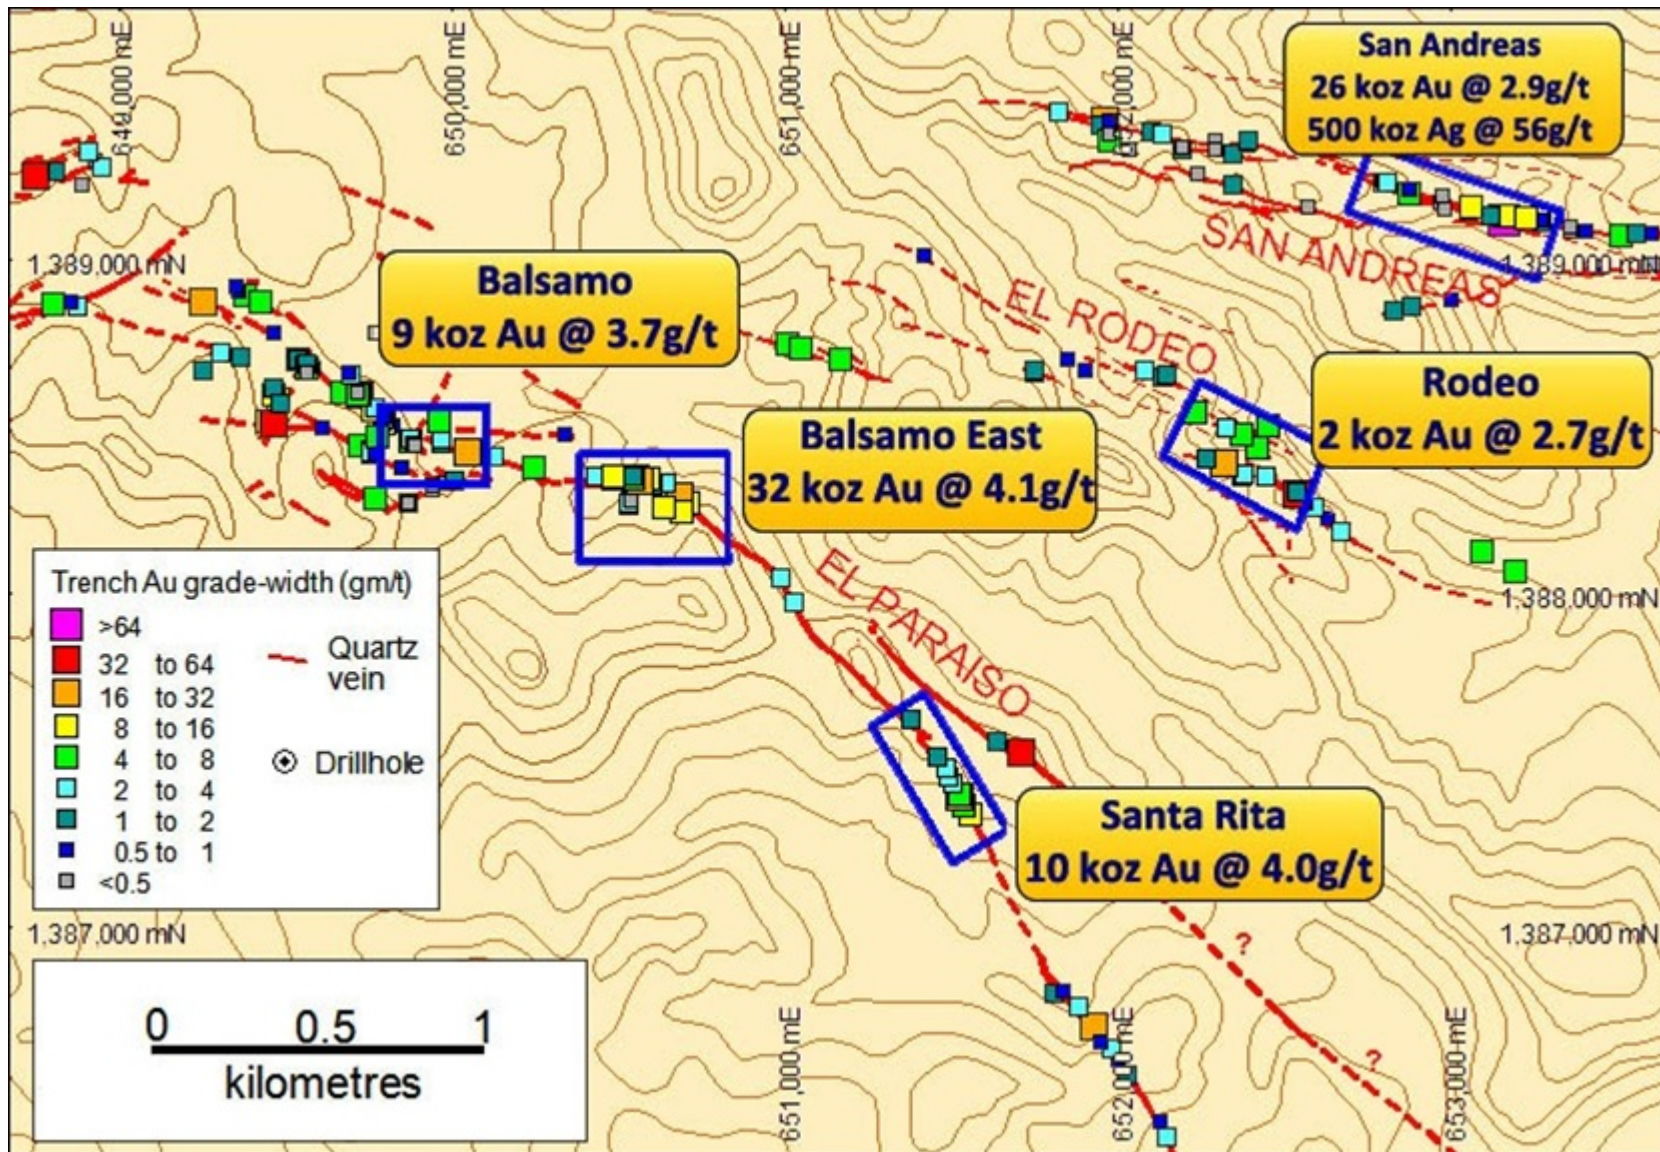 649,000 mE
650,000 mE
651,000 mE
652,000 mE
San Andreas
26 koz Au @ 2.9g/t
500 koz Ag @ 56g/t
SAN ANDREAS
1,389,000 mN
1,389,000 mN
Balsamo
9 koz Au @ 3.7g/t
EL RODEO
Rodeo
2 koz Au @ 2.7g/t
Balsamo East
32 koz Au @ 4.1g/t
EL PARAISO
1,388,000 mN
Trench Au grade-width (gm/t)
>64
32 to 64
16 to 32
8 to 16
4 to 8
2 to 4
1 to 2
0.5 to 1
<0.5
Quartz
vein
Drillhole
Santa Rita
10 koz Au @ 4.0g/t
1,387,000 mN
1,387,000 mN
?
?
0 0.5 1
kilometres
651,000 mE
652,000 mE
653,000 mE